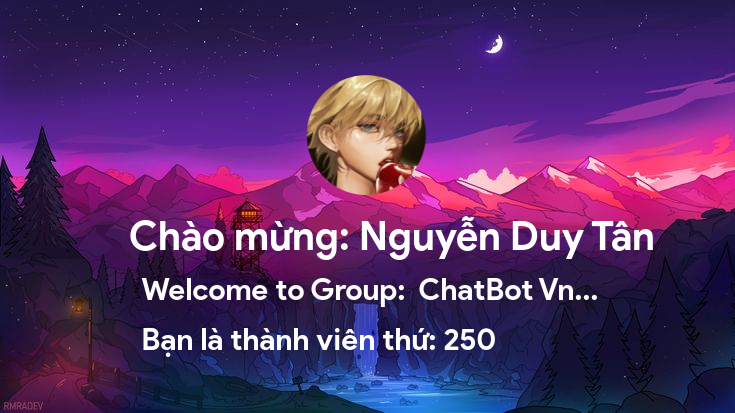 Chào mừng: Nguyễn Duy Tân
Welcome to Group:  ChatBot Vn...
Bạn là thành viên thứ: 250
RMRADEV